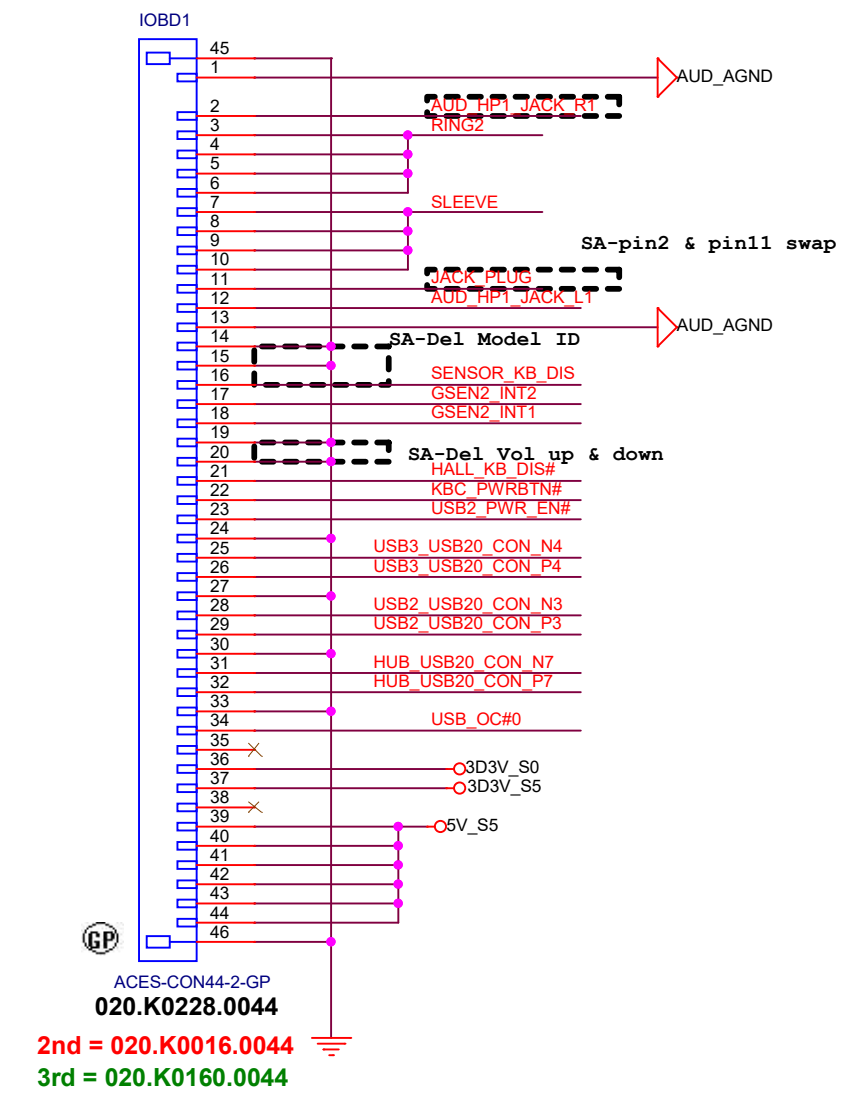 IOBD1
45
1
AUD_AGND
2
AUD_HP1_JACK_R1
3
RING2
4
5
6
7
SLEEVE
8
9
SA-pin2 & pin11 swap
10
11
JACK_PLUG
12
AUD_HP1_JACK_L1
13
AUD_AGND
14
SA-Del Model ID
15
16
SENSOR_KB_DIS
17
GSEN2_INT2
18
GSEN2_INT1
19
20
SA-Del Vol up & down
21
HALL_KB_DIS#
22
KBC_PWRBTN#
23
USB2_PWR_EN#
24
25
USB3_USB20_CON_N4
26
USB3_USB20_CON_P4
27
28
USB2_USB20_CON_N3
29
USB2_USB20_CON_P3
30
31
HUB_USB20_CON_N7
32
HUB_USB20_CON_P7
33
34
USB_OC#0
35
36
3D3V_S0
37
3D3V_S5
38
39
5V_S5
40
41
42
43
44
46
GP
ACES-CON44-2-GP
020.K0228.0044
2nd = 020.K0016.0044
3rd = 020.K0160.0044